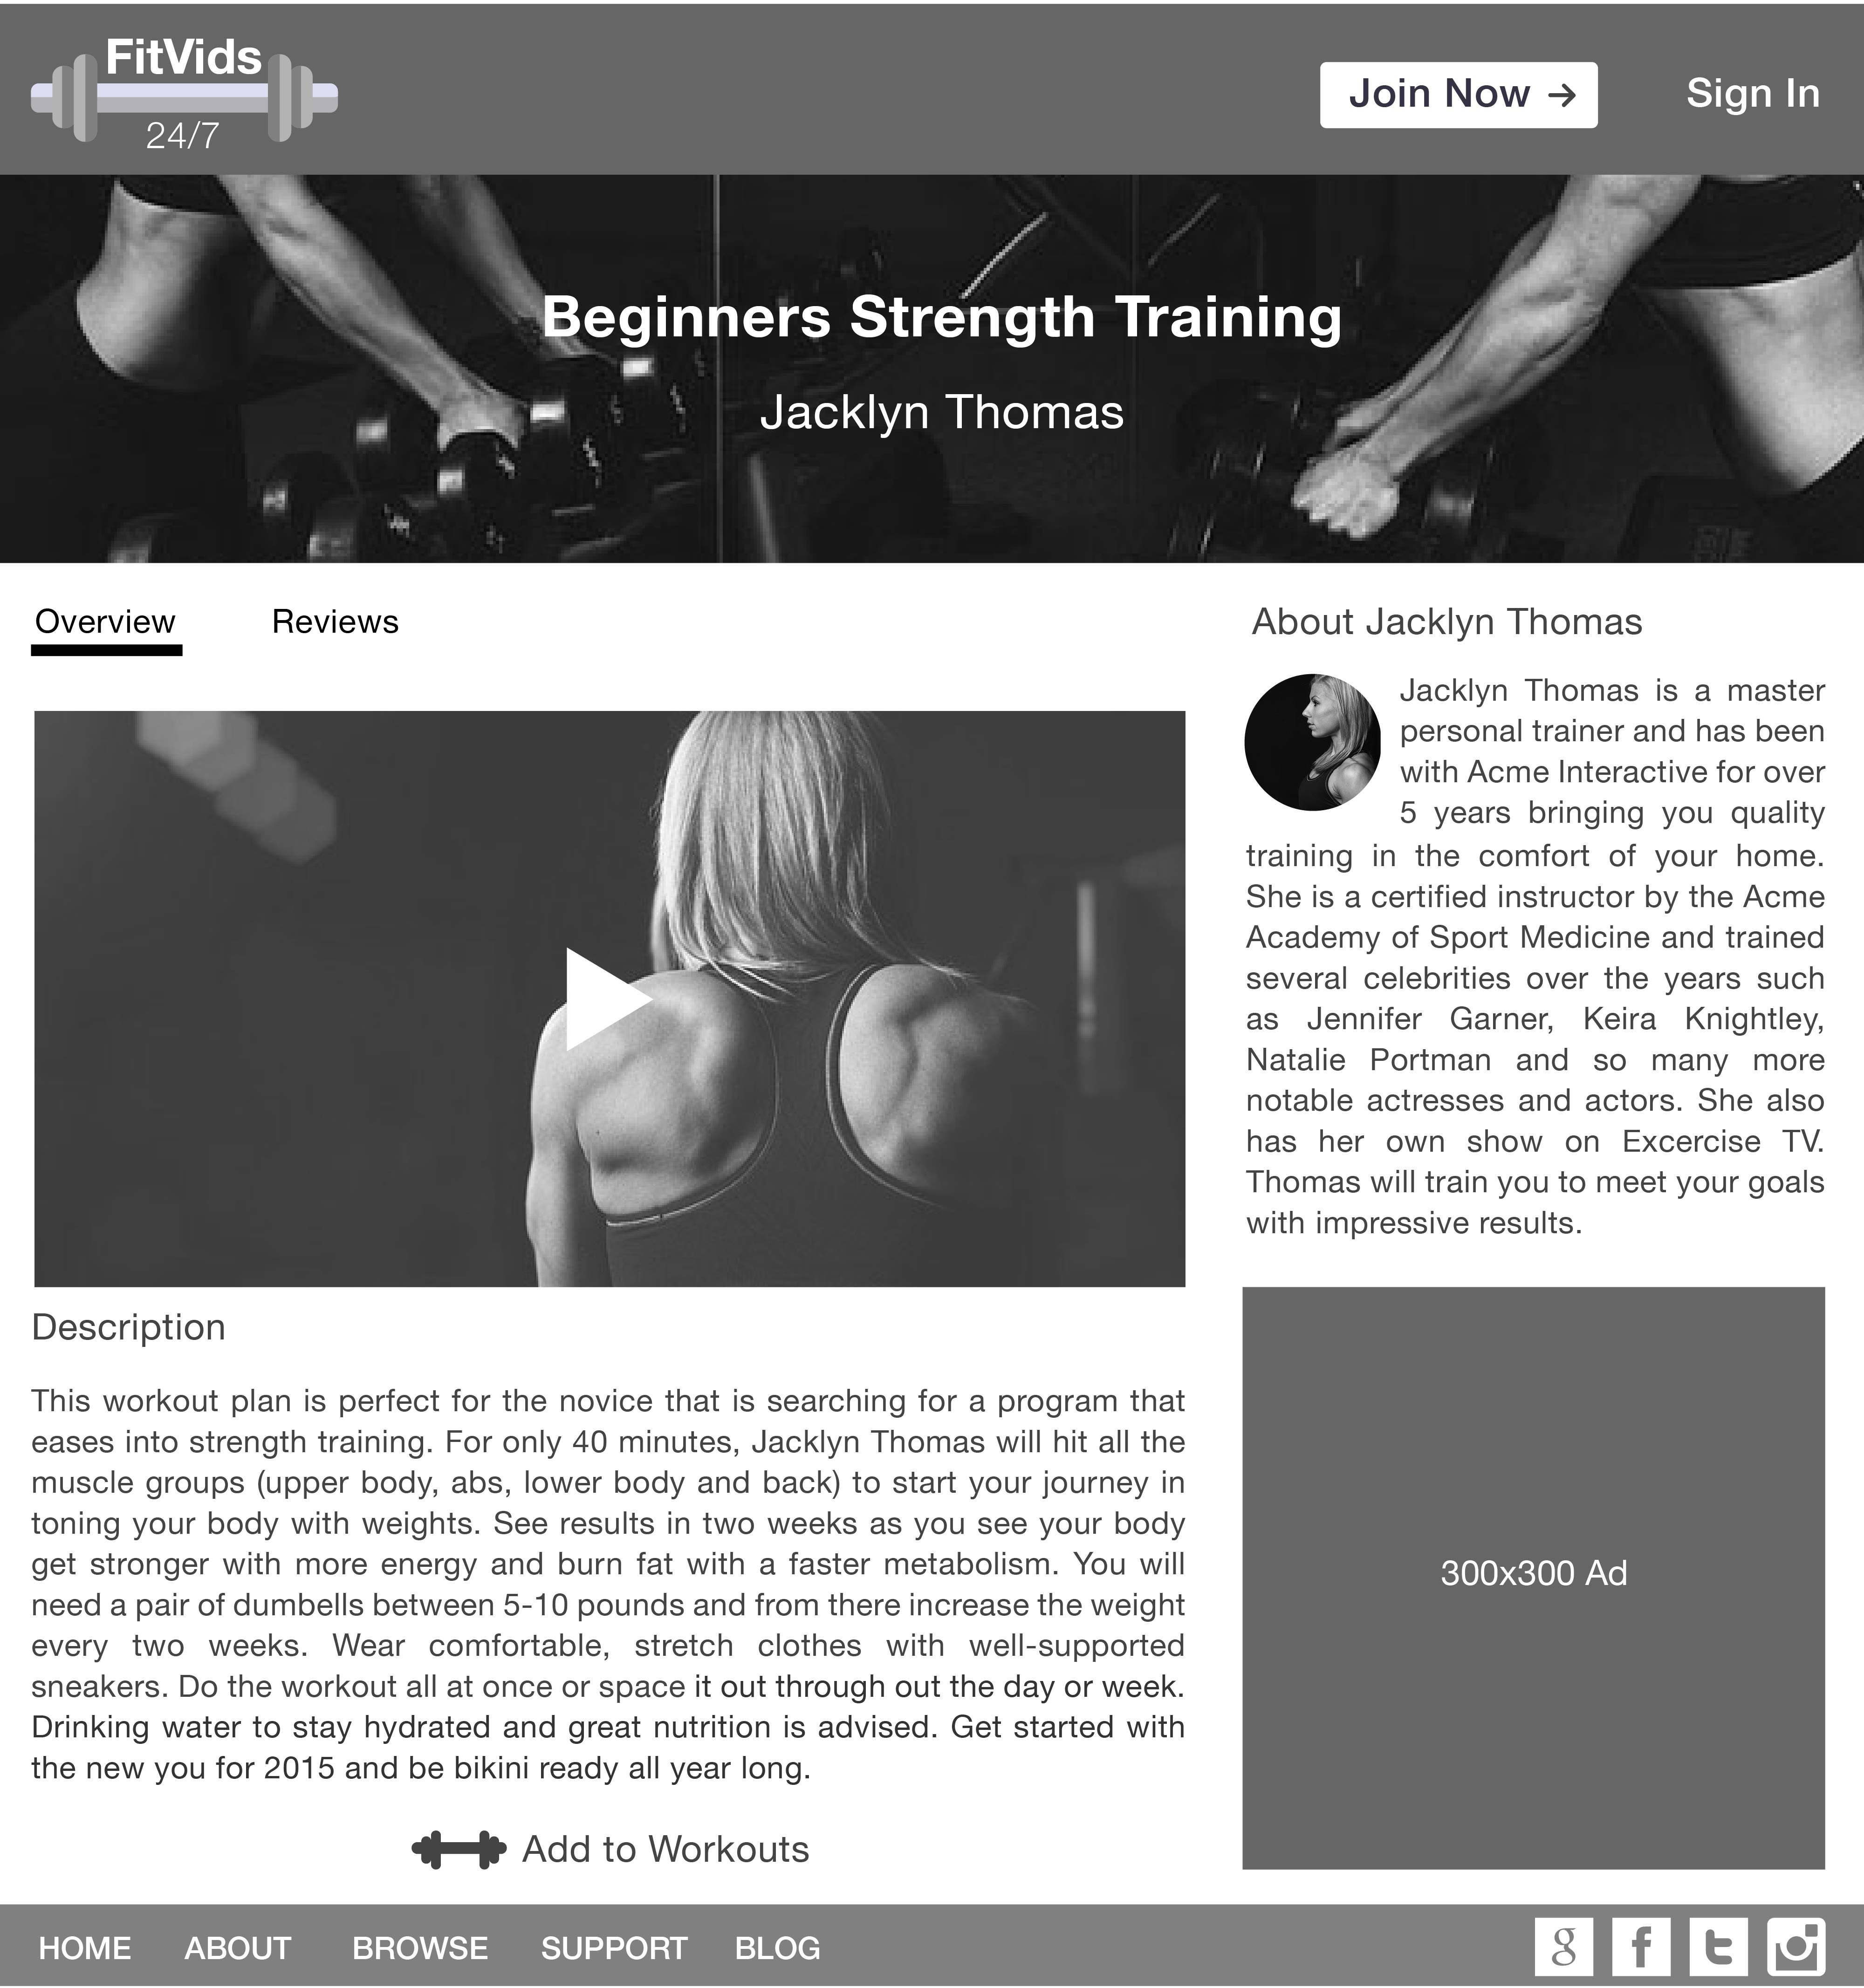 FitVids
24/7
Join Now →
Sign In
Beginners Strength Training
Jacklyn Thomas
Overview
Reviews
Description
This workout plan is perfect for the novice that is searching for a program that
eases into strength training. For only 40 minutes, Jacklyn Thomas will hit all the
muscle groups (upper body, abs, lower body and back) to start your journey in
toning your body with weights. See results in two weeks as you see your body
get stronger with more energy and burn fat with a faster metabolism. You will
need a pair of dumbells between 5-10 pounds and from there increase the weight
every two weeks. Wear comfortable, stretch clothes with well-supported
sneakers. Do the workout all at once or space it out through out the day or week.
Drinking water to stay hydrated and great nutrition is advised. Get started with
the new you for 2015 and be bikini ready all year long.
Add to Workouts
About Jacklyn Thomas
Jacklyn Thomas is a master
personal trainer and has been
with Acme Interactive for over
5 years bringing you quality
training in the comfort of your home.
She is a certified instructor by the Acme
Academy of Sport Medicine and trained
several celebrities over the years such
as Jennifer Garner, Keira Knightley,
Natalie Portman and so many more
notable actresses and actors. She also
has her own show on Excercise TV.
Thomas will train you to meet your goals
with impressive results.
300x300 Ad
HOME
ABOUT
BROWSE
SUPPORT
BLOG
g
f
t